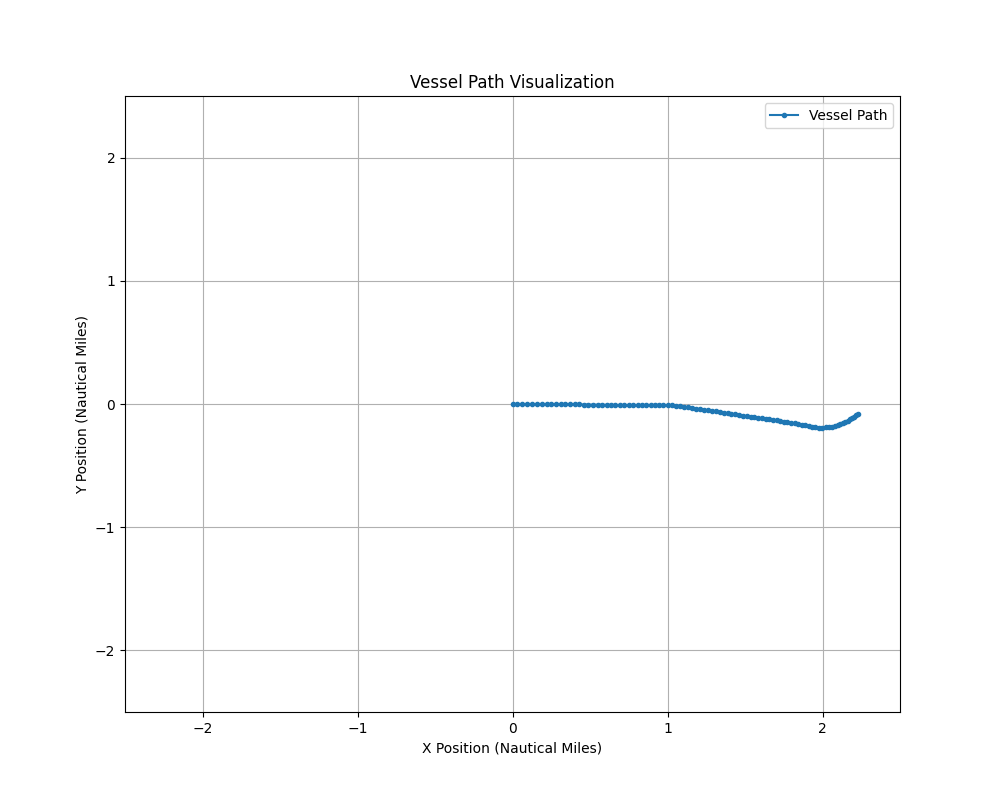 Vessel Path Visualization
Vessel Path
2
1
0
−1
−2
Y Position (Nautical Miles)
−2
−1
0
1
2
X Position (Nautical Miles)